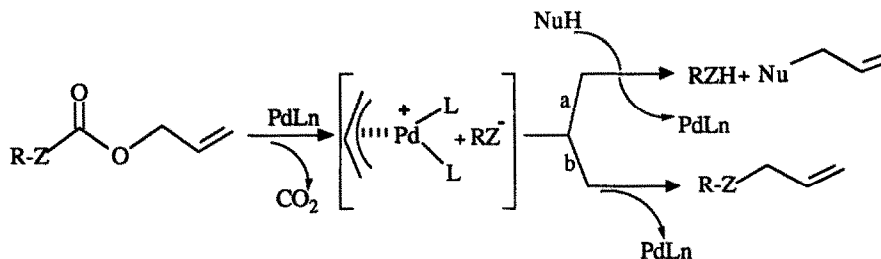 NuH
O
R-Z
O
PdLn
CO₂
+
Pd
L
L
+ RZ⁻
a
b
RZH+ Nu
PdLn
R-Z
PdLn